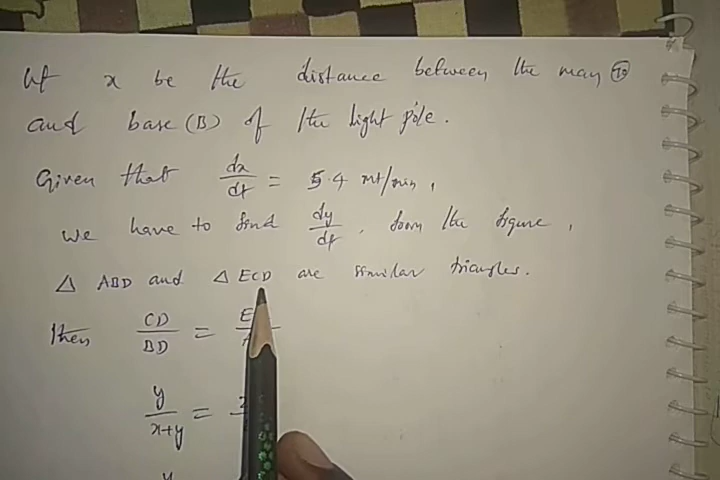 let x be the distance between the man
and base (B) of the light pole.
Given that dx/dt = 5.4 mt/min,
we have to find dy/dt, from the figure,
△ ABD and △ ECD are similar triangles.
then CD/BD = E
y/x+y =
y